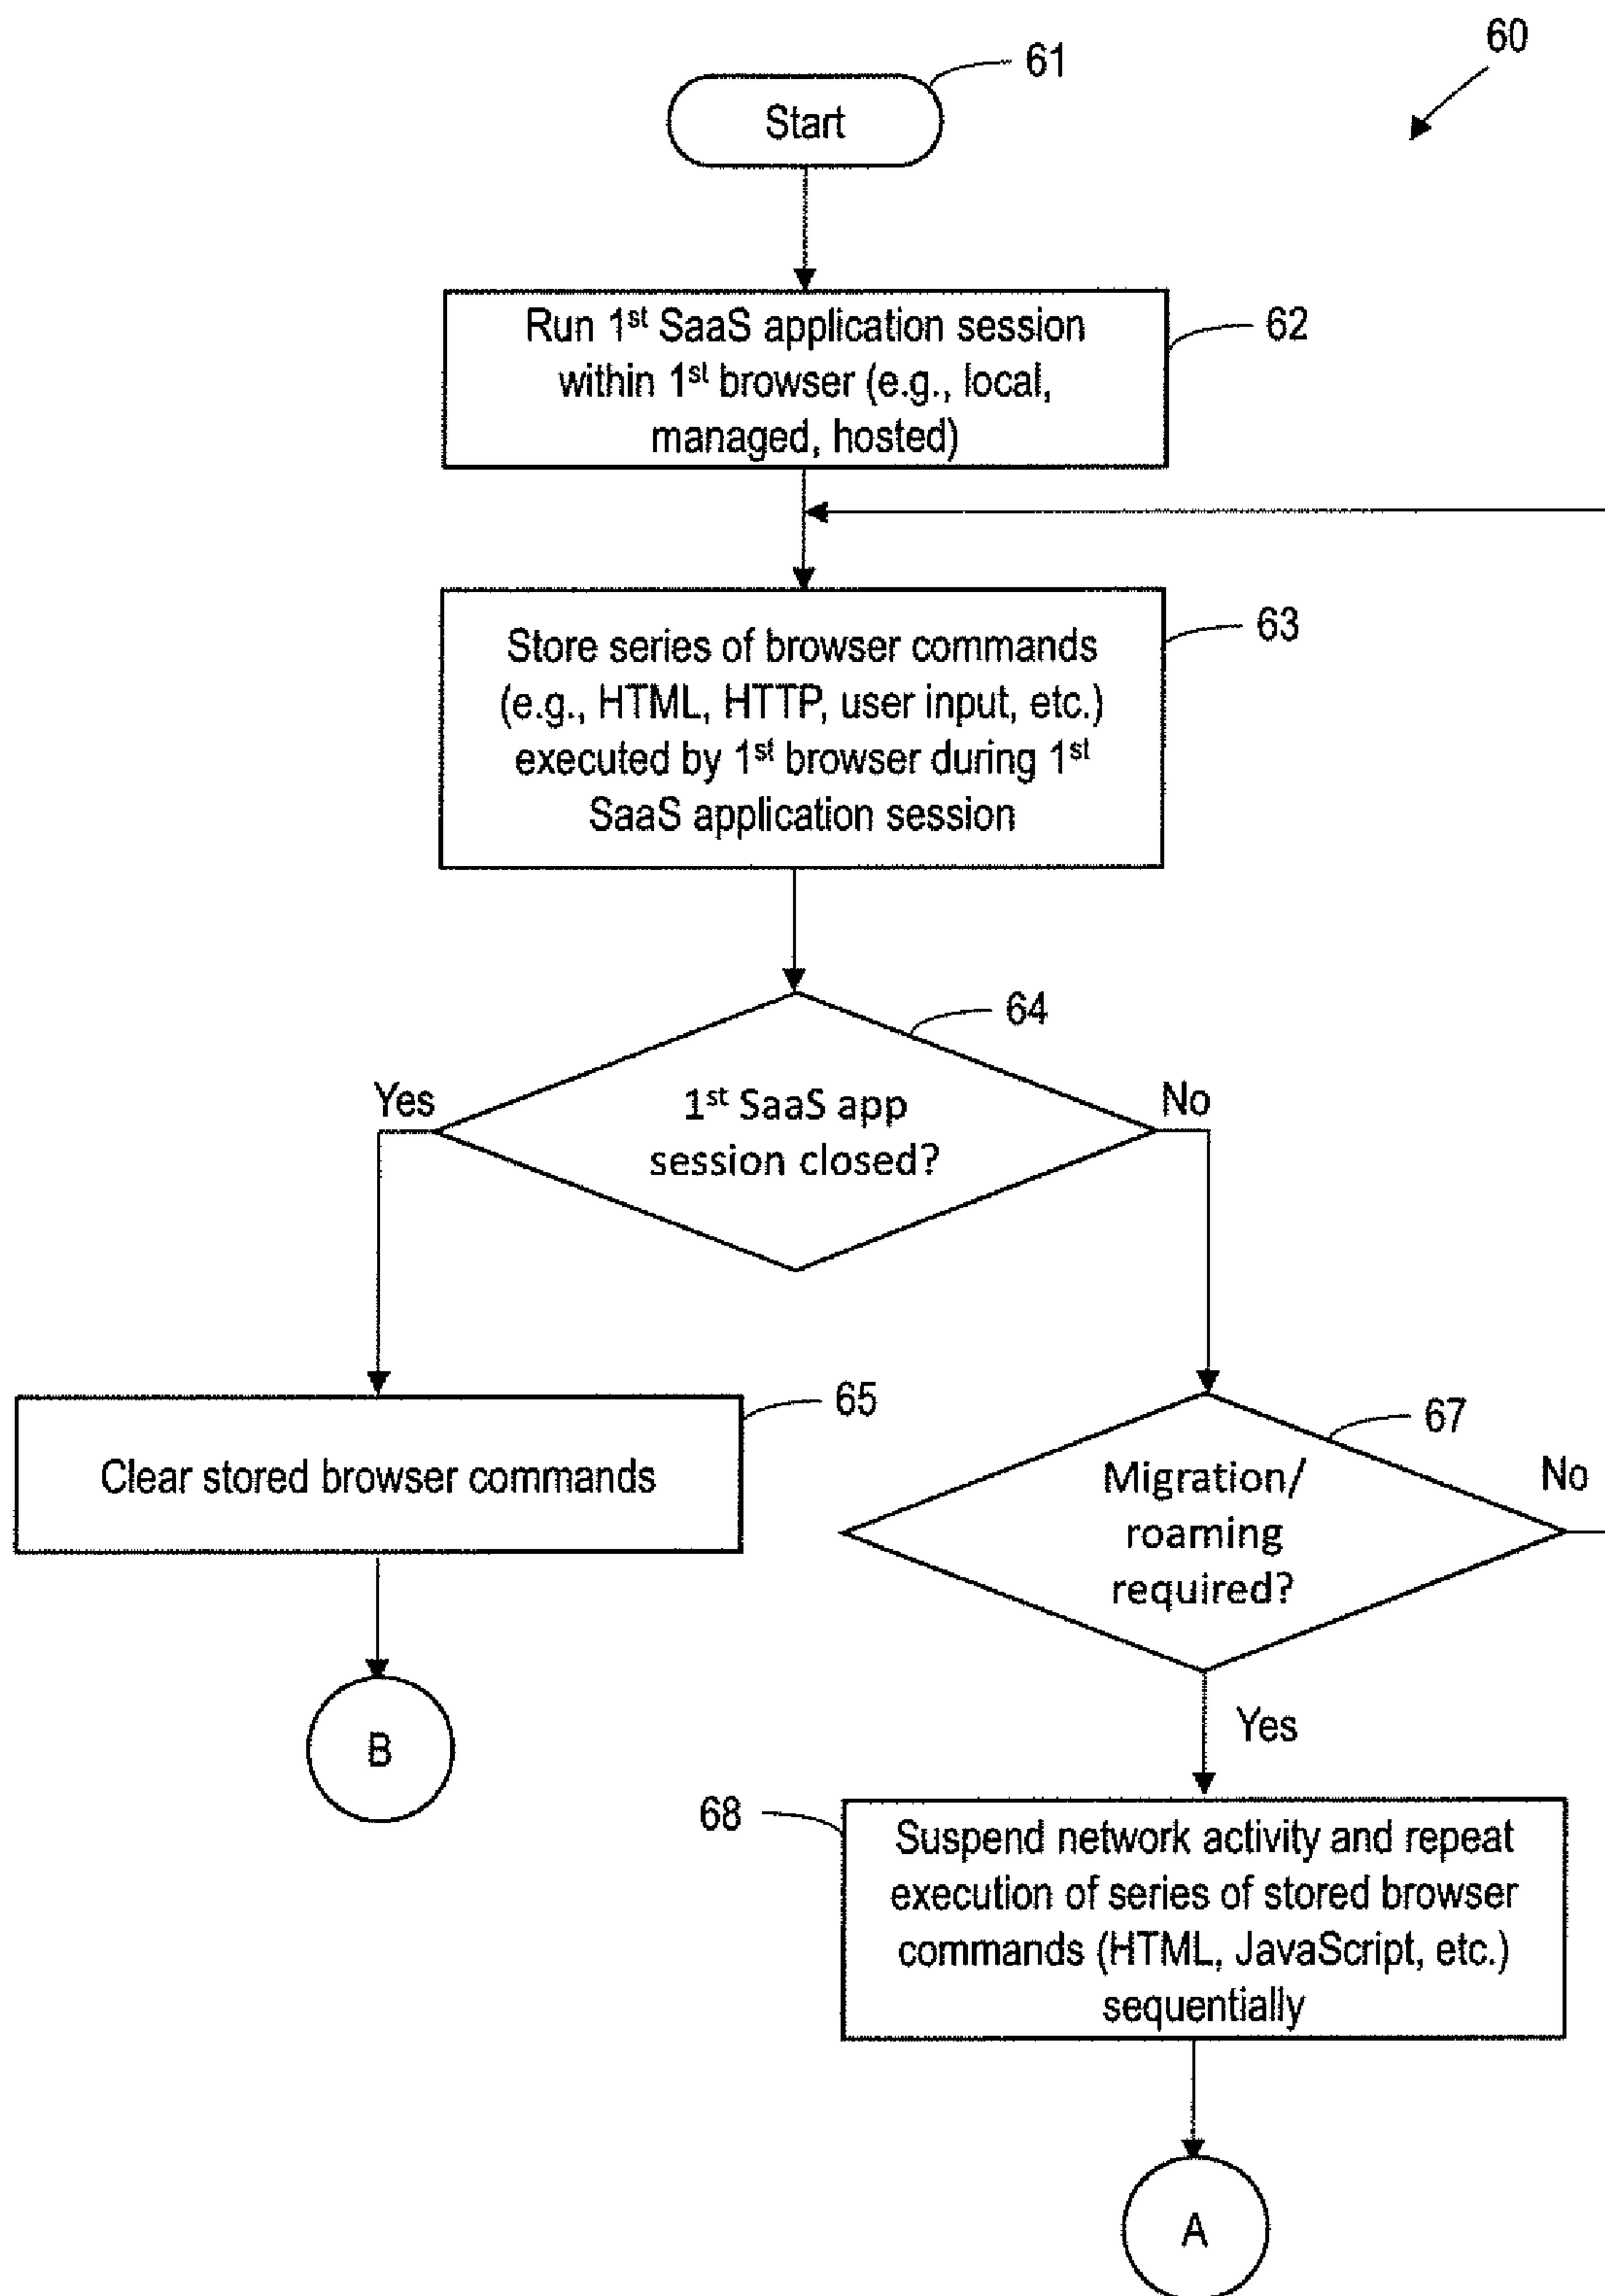 60
61
Start
Run 1st SaaS application session
within 1st browser (e.g., local,
managed, hosted)
62
Store series of browser commands
(e.g., HTML, HTTP, user input, etc.)
executed by 1st browser during 1st
SaaS application session
63
64
Yes
No
1st SaaS app
session closed?
65
Clear stored browser commands
67
Migration/
roaming
required?
No
Yes
B
68
Suspend network activity and repeat
execution of series of stored browser
commands (HTML, JavaScript, etc.)
sequentially
A